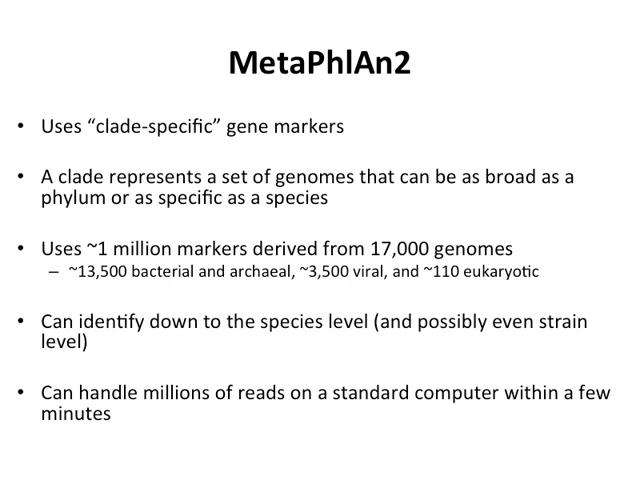 MetaPhlAn2
• Uses “clade-specific” gene markers
• A clade represents a set of genomes that can be as broad as a
phylum or as specific as a species
• Uses ~1 million markers derived from 17,000 genomes
– ~13,500 bacterial and archaeal, ~3,500 viral, and ~110 eukaryotic
• Can identify down to the species level (and possibly even strain
level)
• Can handle millions of reads on a standard computer within a few
minutes